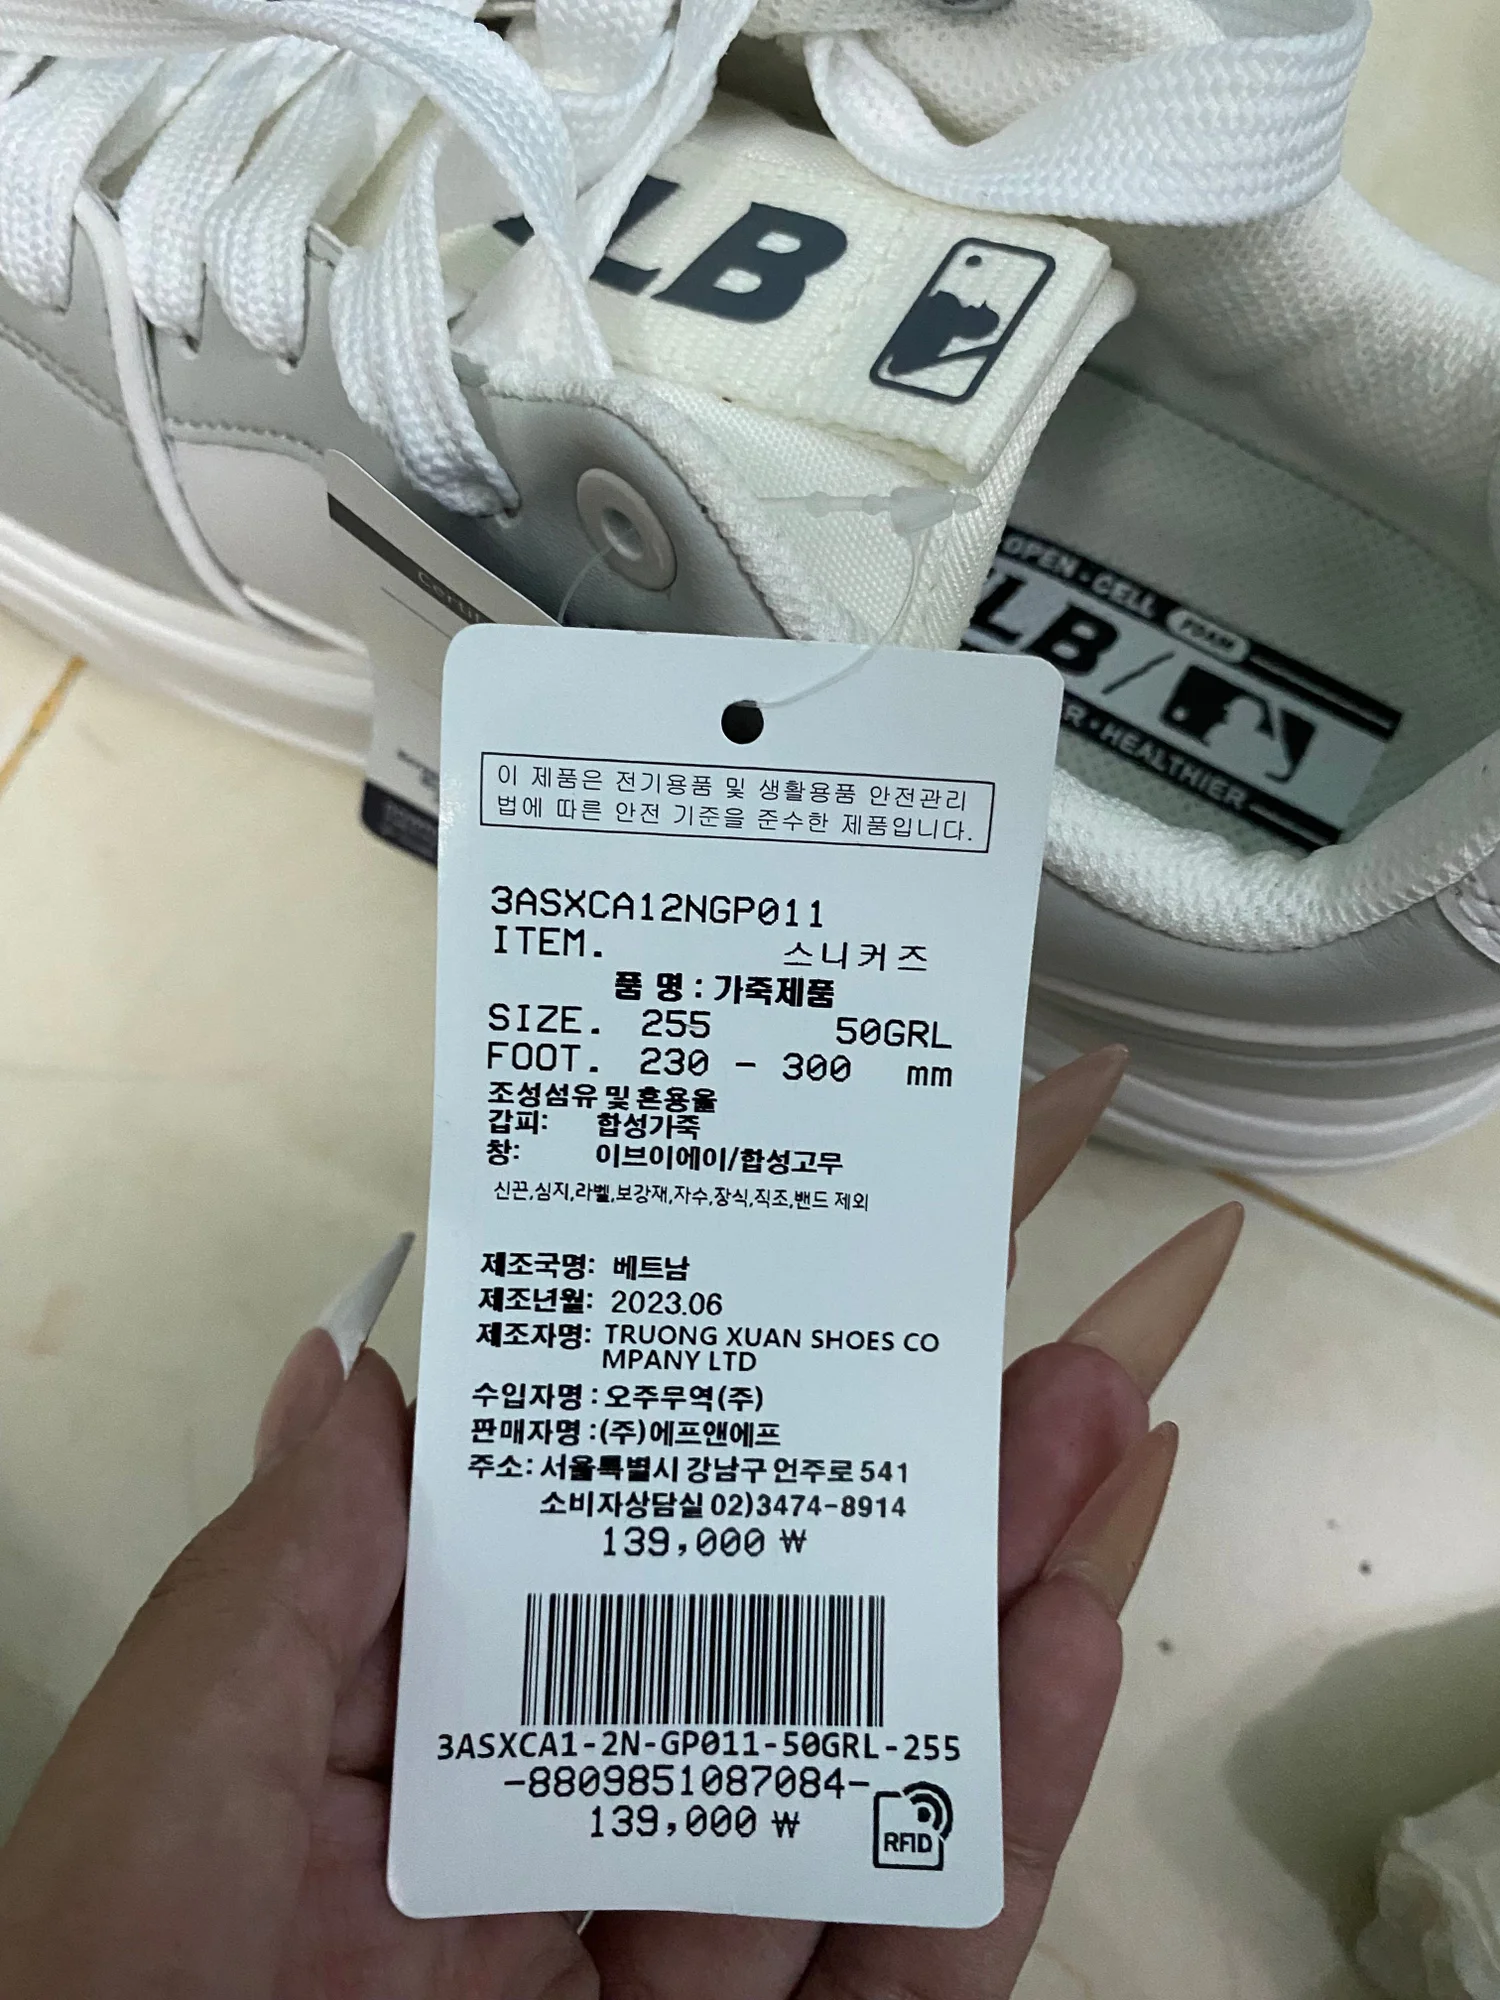 LB
OPEN • CELL FOAM
LB
HEALTHIER
이 제품은 전기용품 및 생활용품 안전관리
법에 따른 안전 기준을 준수한 제품입니다.
3ASXCA12NGP011
ITEM. 스니커즈
품 명 : 가죽제품
SIZE. 255 50GRL
FOOT. 230 - 300 mm
조성섬유 및 혼용율
갑피: 합성가죽
창: 이브이에이/합성고무
신끈,심지,라벨,보강재,자수,장식,직조,밴드 제외
제조국명: 베트남
제조년월: 2023.06
제조자명: TRUONG XUAN SHOES CO
MPANY LTD
수입자명 : 오주무역(주)
판매자명 :(주)에프앤에프
주소: 서울특별시 강남구 언주로 541
소비자상담실 02)3474-8914
139,000 ₩
3ASXCA1-2N-GP011-50GRL-255
-8809851087084-
139,000 ₩
RFID